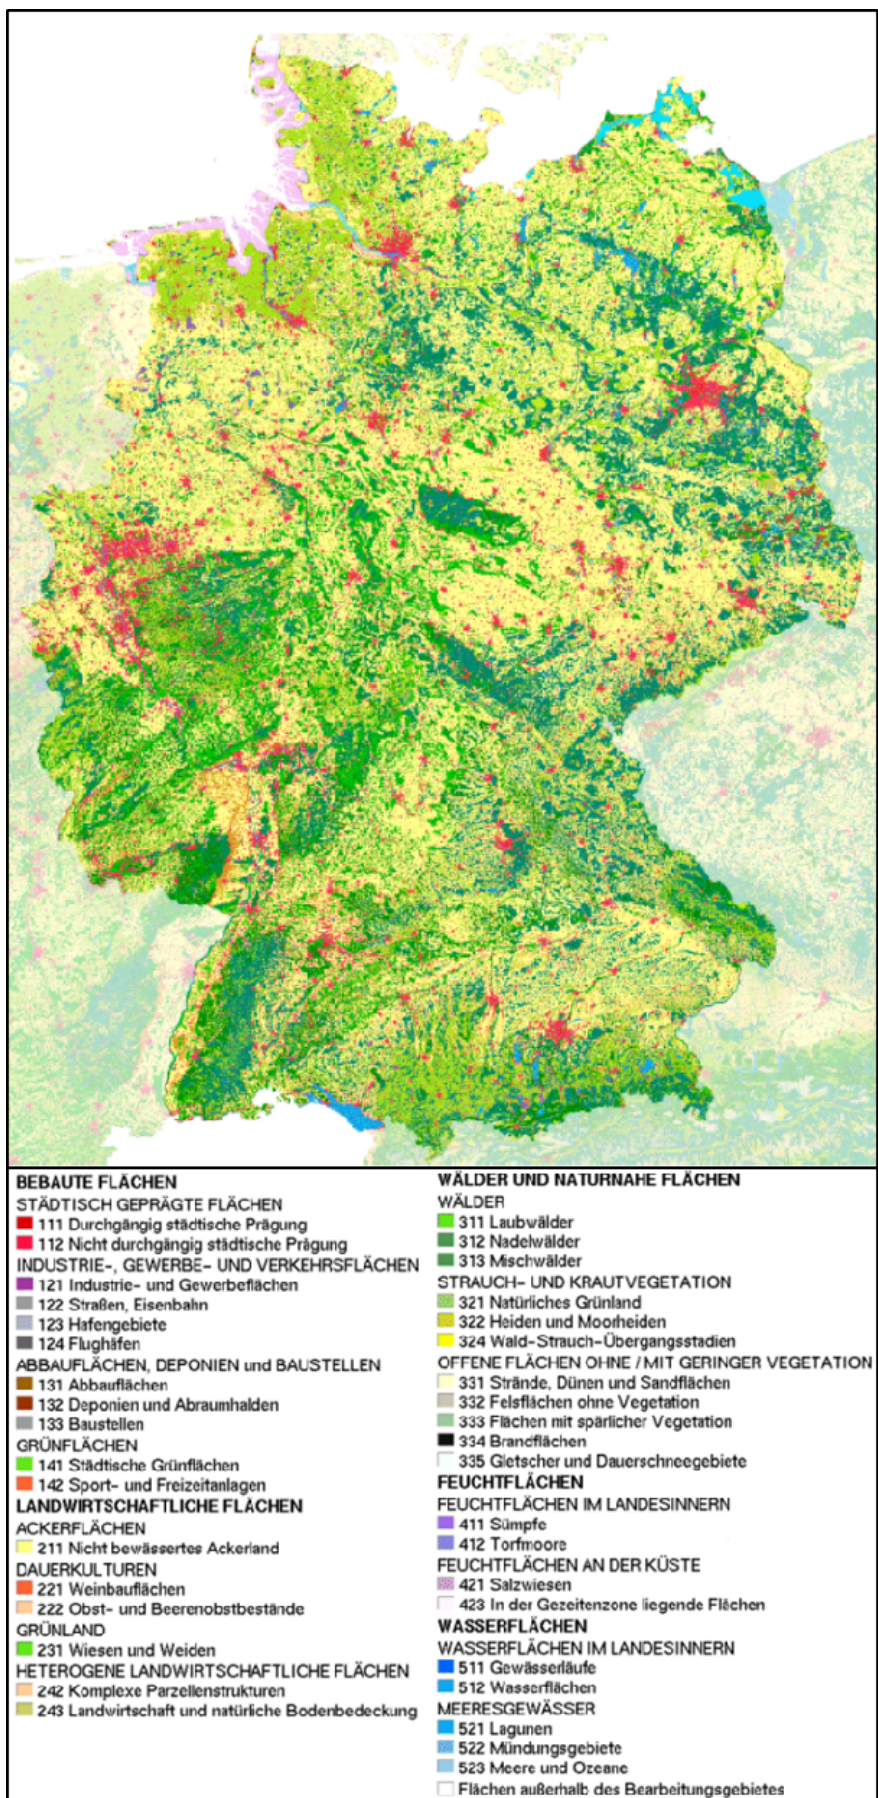 BEBAUTE FLÄCHEN
STÄDTISCH GEPRÄGTE FLÄCHEN
111 Durchgängig städtische Prägung
112 Nicht durchgängig städtische Prägung
INDUSTRIE-, GEWERBE- UND VERKEHRSFLÄCHEN
121 Industrie- und Gewerbeflächen
122 Straßen, Eisenbahn
123 Hafengebiete
124 Flughäfen
ABBAUFLÄCHEN, DEPONIEN und BAUSTELLEN
131 Abbauflächen
132 Deponien und Abraumhalden
133 Baustellen
GRÜNFLÄCHEN
141 Städtische Grünflächen
142 Sport- und Freizeitanlagen
LANDWIRTSCHAFTLICHE FLÄCHEN
ACKERFLÄCHEN
211 Nicht bewässertes Ackerland
DAUERKULTUREN
221 Weinbauflächen
222 Obst- und Beerenobstbestände
GRÜNLAND
231 Wiesen und Weiden
HETEROGENE LANDWIRTSCHAFTLICHE FLÄCHEN
242 Komplexe Parzellenstrukturen
243 Landwirtschaft und natürliche Bodenbedeckung
WÄLDER UND NATURNAHE FLÄCHEN
WÄLDER
311 Laubwälder
312 Nadelwälder
313 Mischwälder
STRAUCH- UND KRAUTVEGETATION
321 Natürliches Grünland
322 Heiden und Moorheiden
324 Wald-Strauch-Übergangsstadien
OFFENE FLÄCHEN OHNE / MIT GERINGER VEGETATION
331 Strände, Dünen und Sandflächen
332 Felsflächen ohne Vegetation
333 Flächen mit spärlicher Vegetation
334 Brandflächen
335 Gletscher und Dauerschneegebiete
FEUCHTFLÄCHEN
FEUCHTFLÄCHEN IM LANDESINNERN
411 Sümpfe
412 Torfmoore
FEUCHTFLÄCHEN AN DER KÜSTE
421 Salzwiesen
423 In der Gezeitenzone liegende Flächen
WASSERFLÄCHEN
WASSERFLÄCHEN IM LANDESINNERN
511 Gewässerläufe
512 Wasserflächen
MEERESGEWÄSSER
521 Lagunen
522 Mündungsgebiete
523 Meere und Ozeane
Flächen außerhalb des Bearbeitungsgebietes